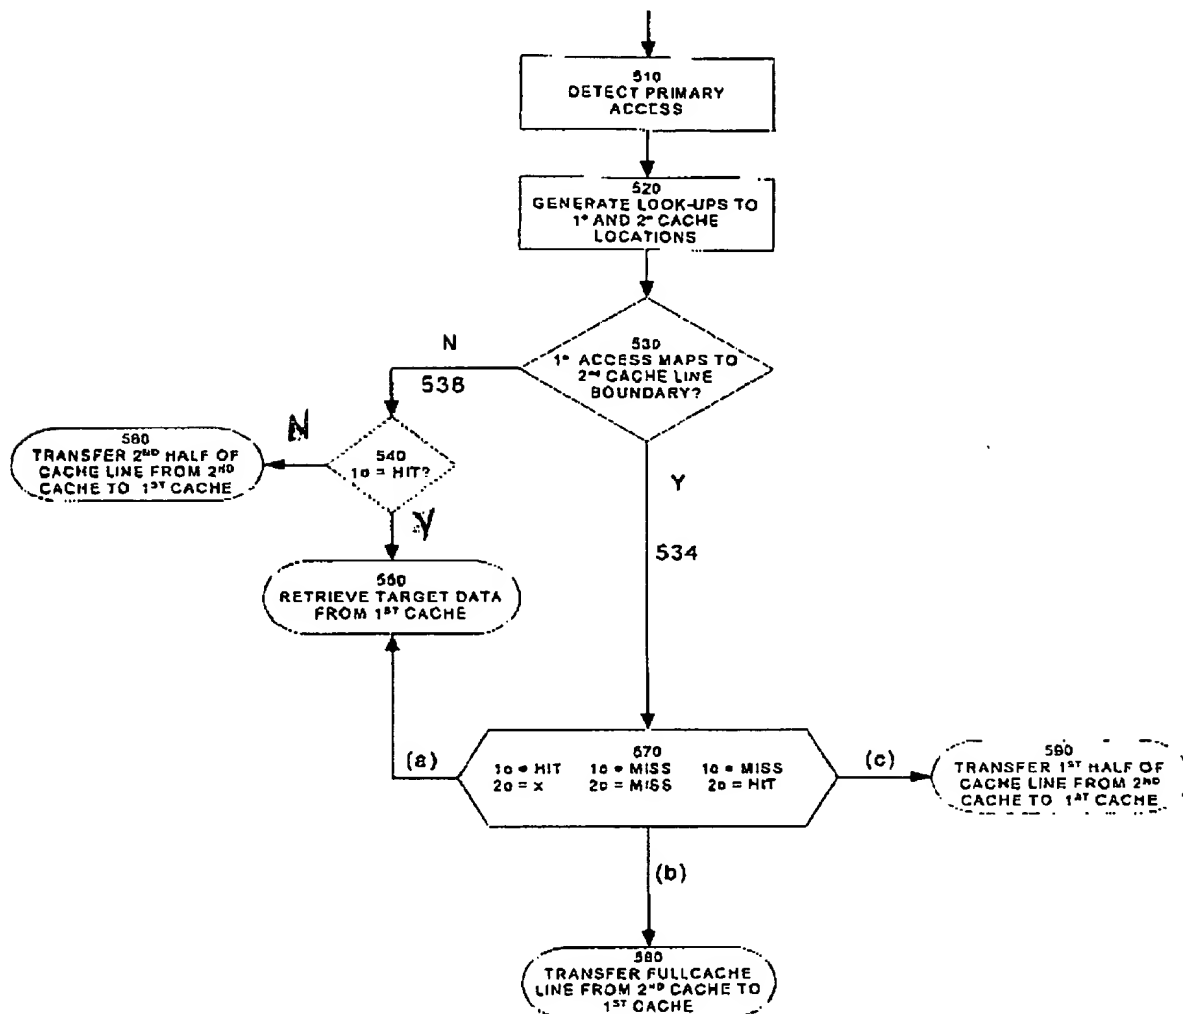 510
DETECT PRIMARY
ACCESS
520
GENERATE LOOK-UPS TO
1° AND 2° CACHE
LOCATIONS
530
1° ACCESS MAPS TO
2ND CACHE LINE
BOUNDARY?
N
538
540
1o = HIT?
N
560
TRANSFER 2ND HALF OF
CACHE LINE FROM 2ND
CACHE TO 1ST CACHE
Y
550
RETRIEVE TARGET DATA
FROM 1ST CACHE
Y
534
570
1o = HIT 1o = MISS 1o = MISS
2o = x 2o = MISS 2o = HIT
(a)
(c)
590
TRANSFER 1ST HALF OF
CACHE LINE FROM 2ND
CACHE TO 1ST CACHE
(b)
580
TRANSFER FULLCACHE
LINE FROM 2ND CACHE TO
1ST CACHE